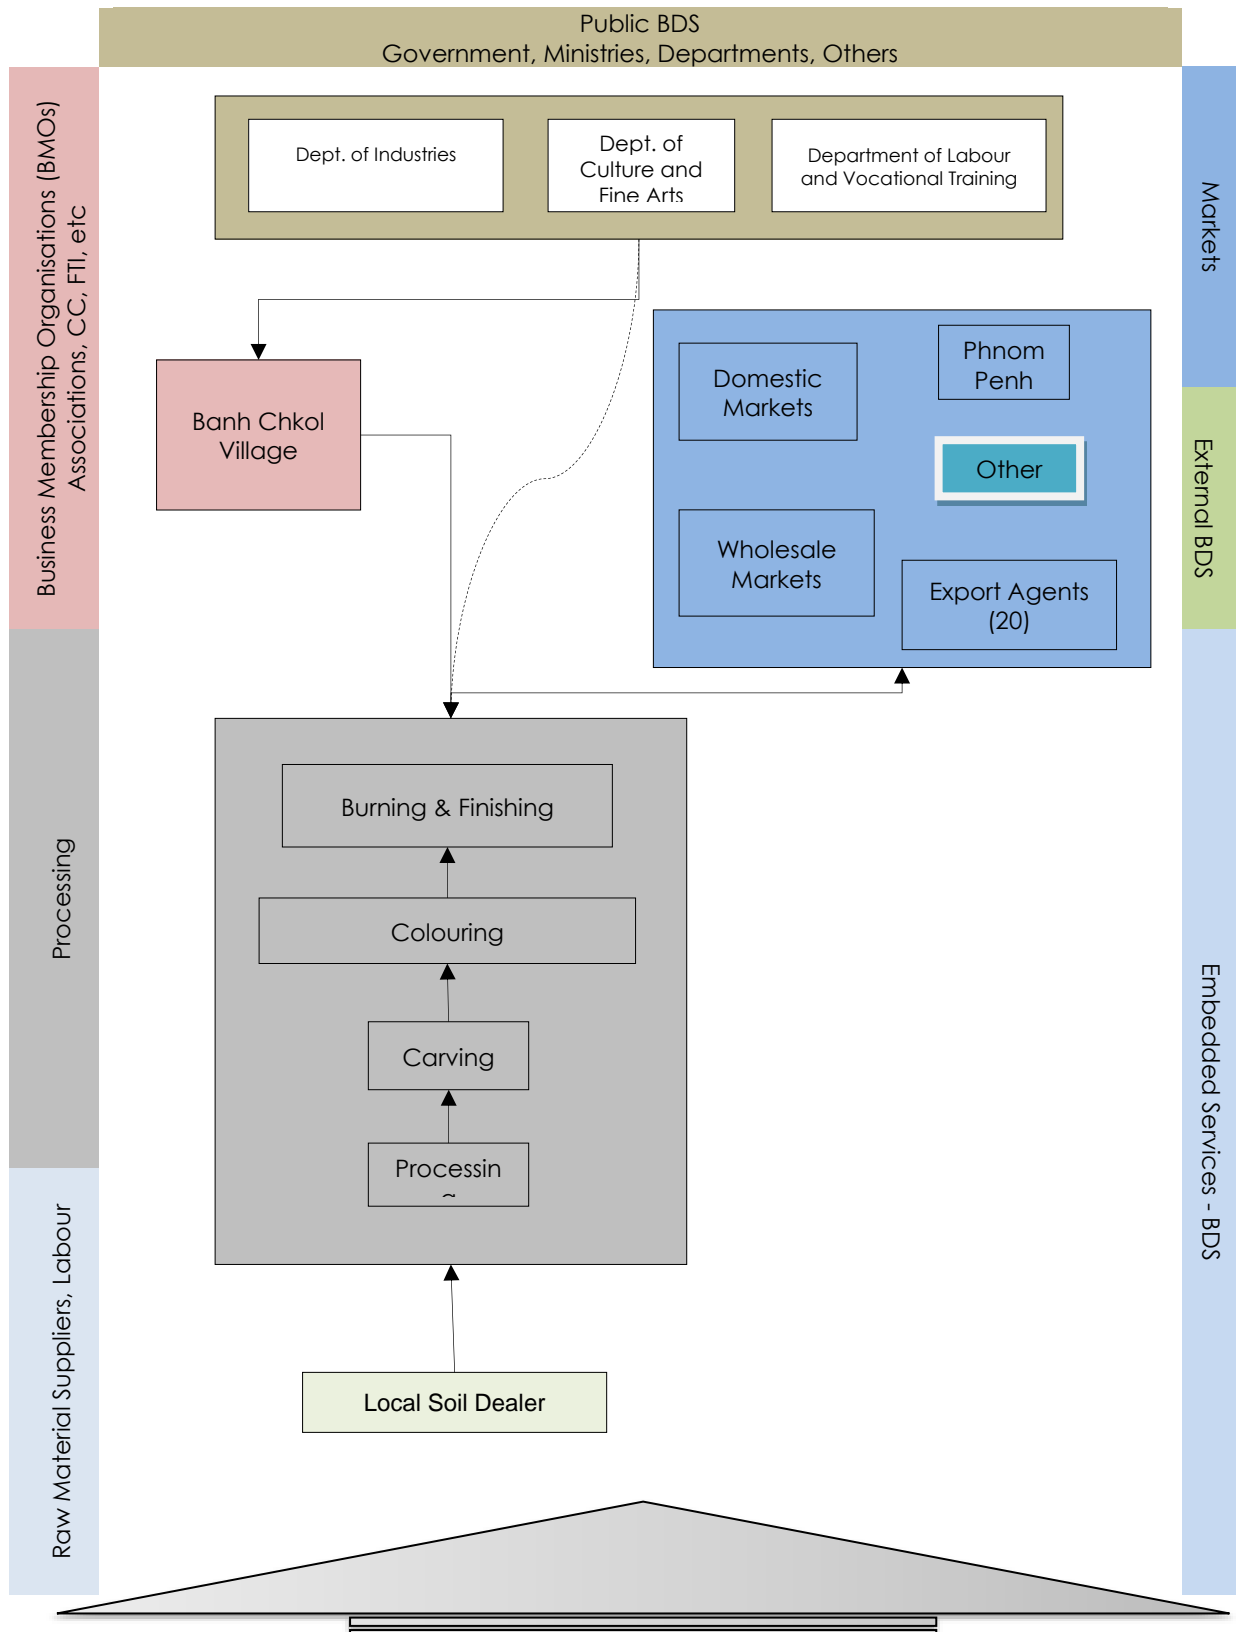 Public BDS
Government, Ministries, Departments, Others
Business Membership Organisations (BMOs)
Associations, CC, FTI, etc
Processing
Raw Material Suppliers, Labour
Dept. of Industries
Dept. of
Culture and
Fine Arts
Department of Labour
and Vocational Training
Banh Chkol
Village
Domestic
Markets
Phnom
Penh
Other
Wholesale
Markets
Export Agents
(20)
Burning & Finishing
Colouring
Carving
Processin
g
Local Soil Dealer
Markets
External BDS
Embedded Services - BDS